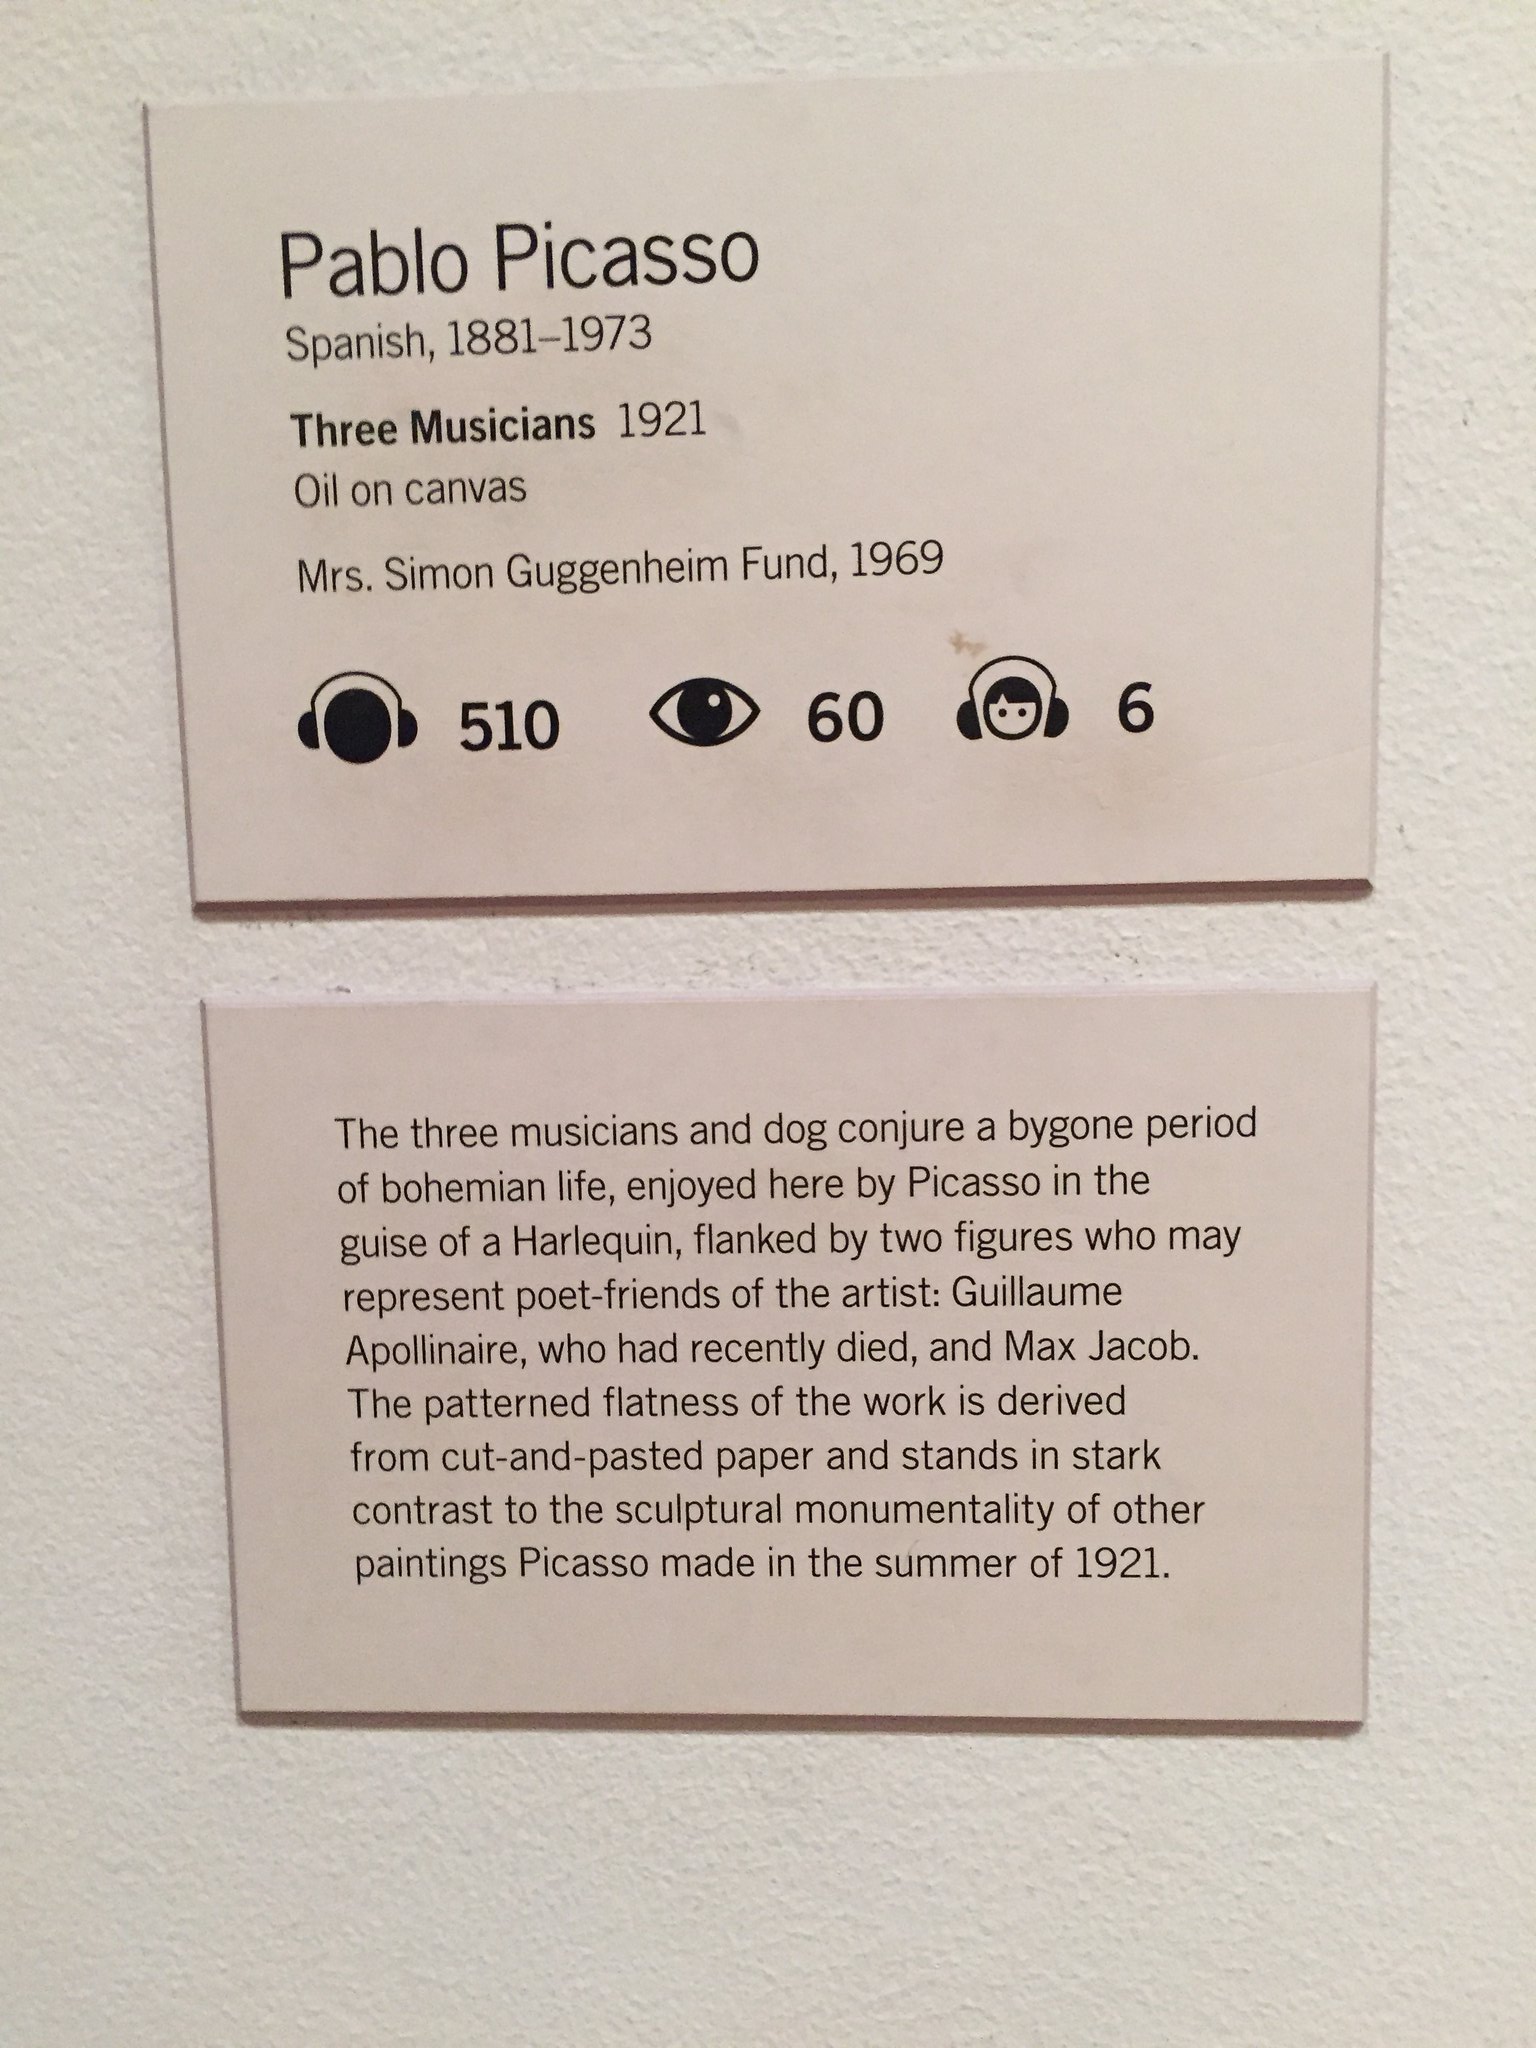 Pablo Picasso
Spanish, 1881–1973
Three Musicians 1921
Oil on canvas
Mrs. Simon Guggenheim Fund, 1969
510 60 6
The three musicians and dog conjure a bygone period
of bohemian life, enjoyed here by Picasso in the
guise of a Harlequin, flanked by two figures who may
represent poet-friends of the artist: Guillaume
Apollinaire, who had recently died, and Max Jacob.
The patterned flatness of the work is derived
from cut-and-pasted paper and stands in stark
contrast to the sculptural monumentality of other
paintings Picasso made in the summer of 1921.